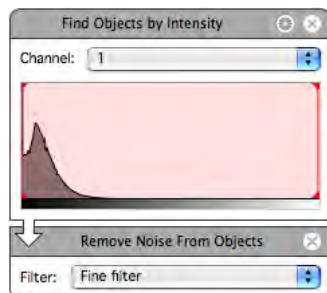 Find Objects by Intensity
Channel: 1
Remove Noise From Objects
Filter: Fine filter